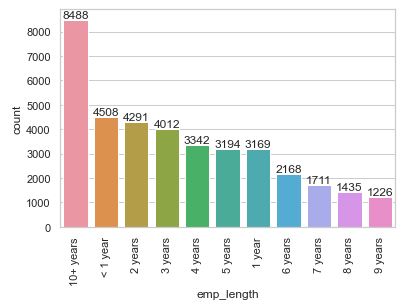 8488
8000
7000
6000
5000
4508
4291
4012
4000
3342
3194
3169
3000
2168
2000
1711
1435
1226
1000
0
count
10+ years
< 1 year
2 years
3 years
4 years
5 years
1 year
6 years
7 years
8 years
9 years
emp_length